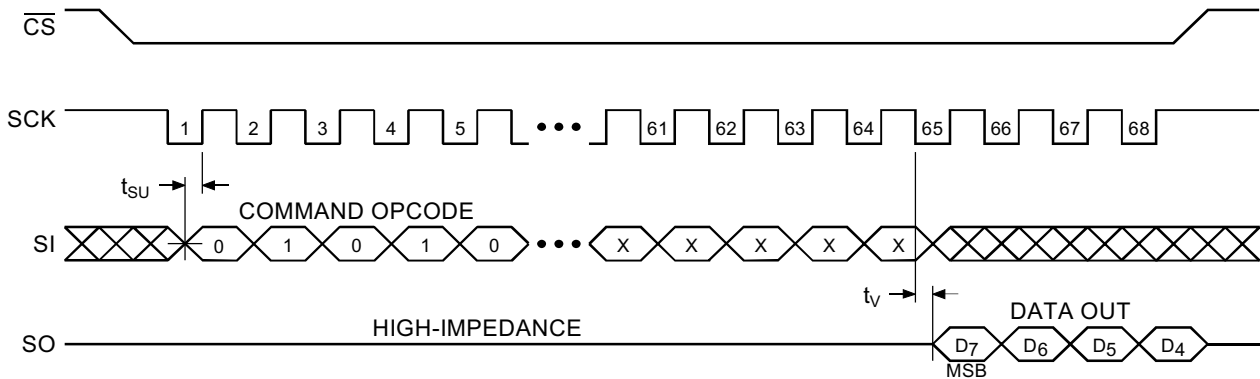 CS
SCK 1 2 3 4 5 ••• 61 62 63 64 65 66 67 68
tSU
COMMAND OPCODE
SI 0 1 0 1 0 ••• X X X X X
tV
HIGH-IMPEDANCE
DATA OUT
SO D7 D6 D5 D4
MSB